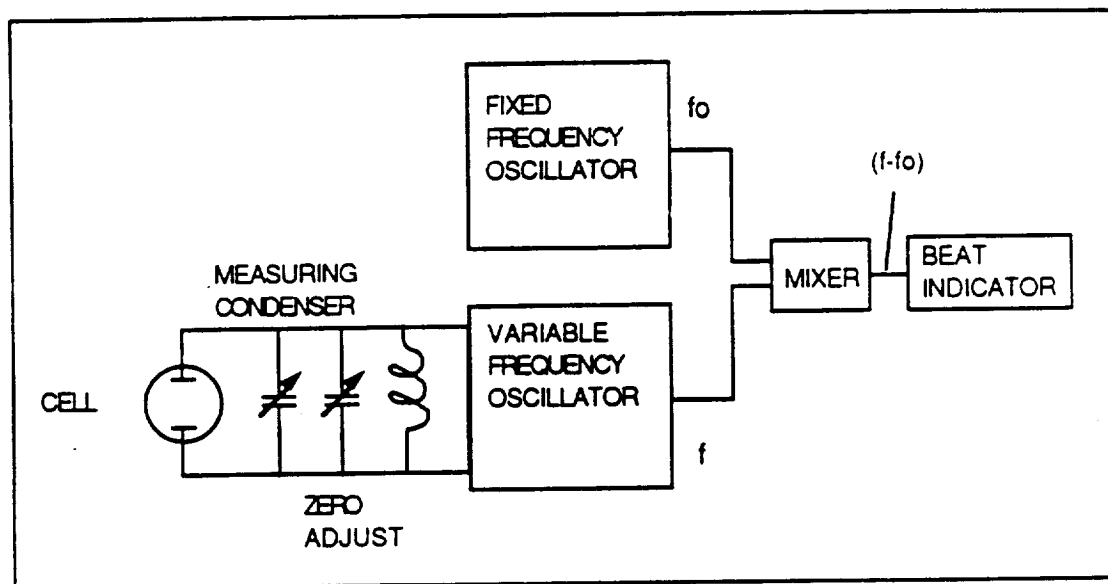 FIXED
FREQUENCY
OSCILLATOR
fo
(f-fo)
MIXER
BEAT
INDICATOR
MEASURING
CONDENSER
VARIABLE
FREQUENCY
OSCILLATOR
CELL
f
ZERO
ADJUST